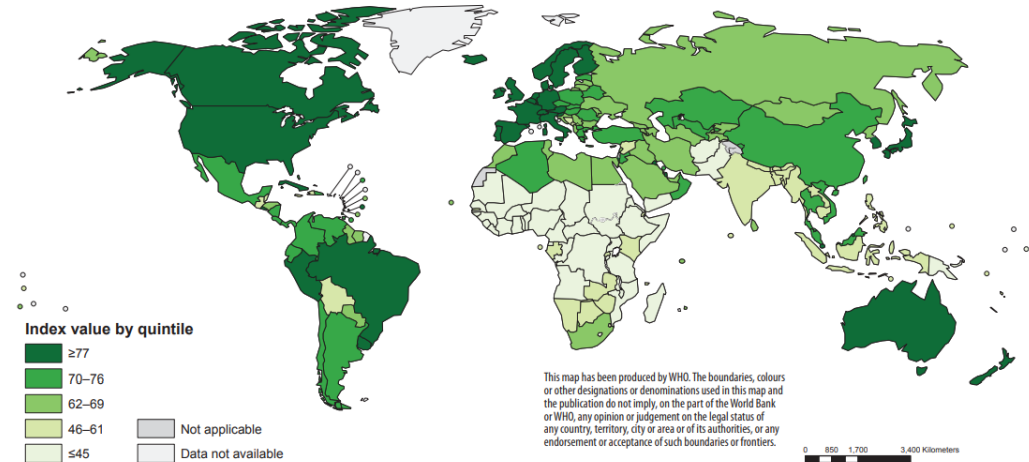 Index value by quintile
≥77
70–76
62–69
46–61
≤45
Not applicable
Data not available
This map has been produced by WHO. The boundaries, colours
or other designations or denominations used in this map and
the publication do not imply, on the part of the World Bank
or WHO, any opinion or judgement on the legal status of
any country, territory, city or area or of its authorities, or any
endorsement or acceptance of such boundaries or frontiers.
0 850 1,700 3,400 Kilometers